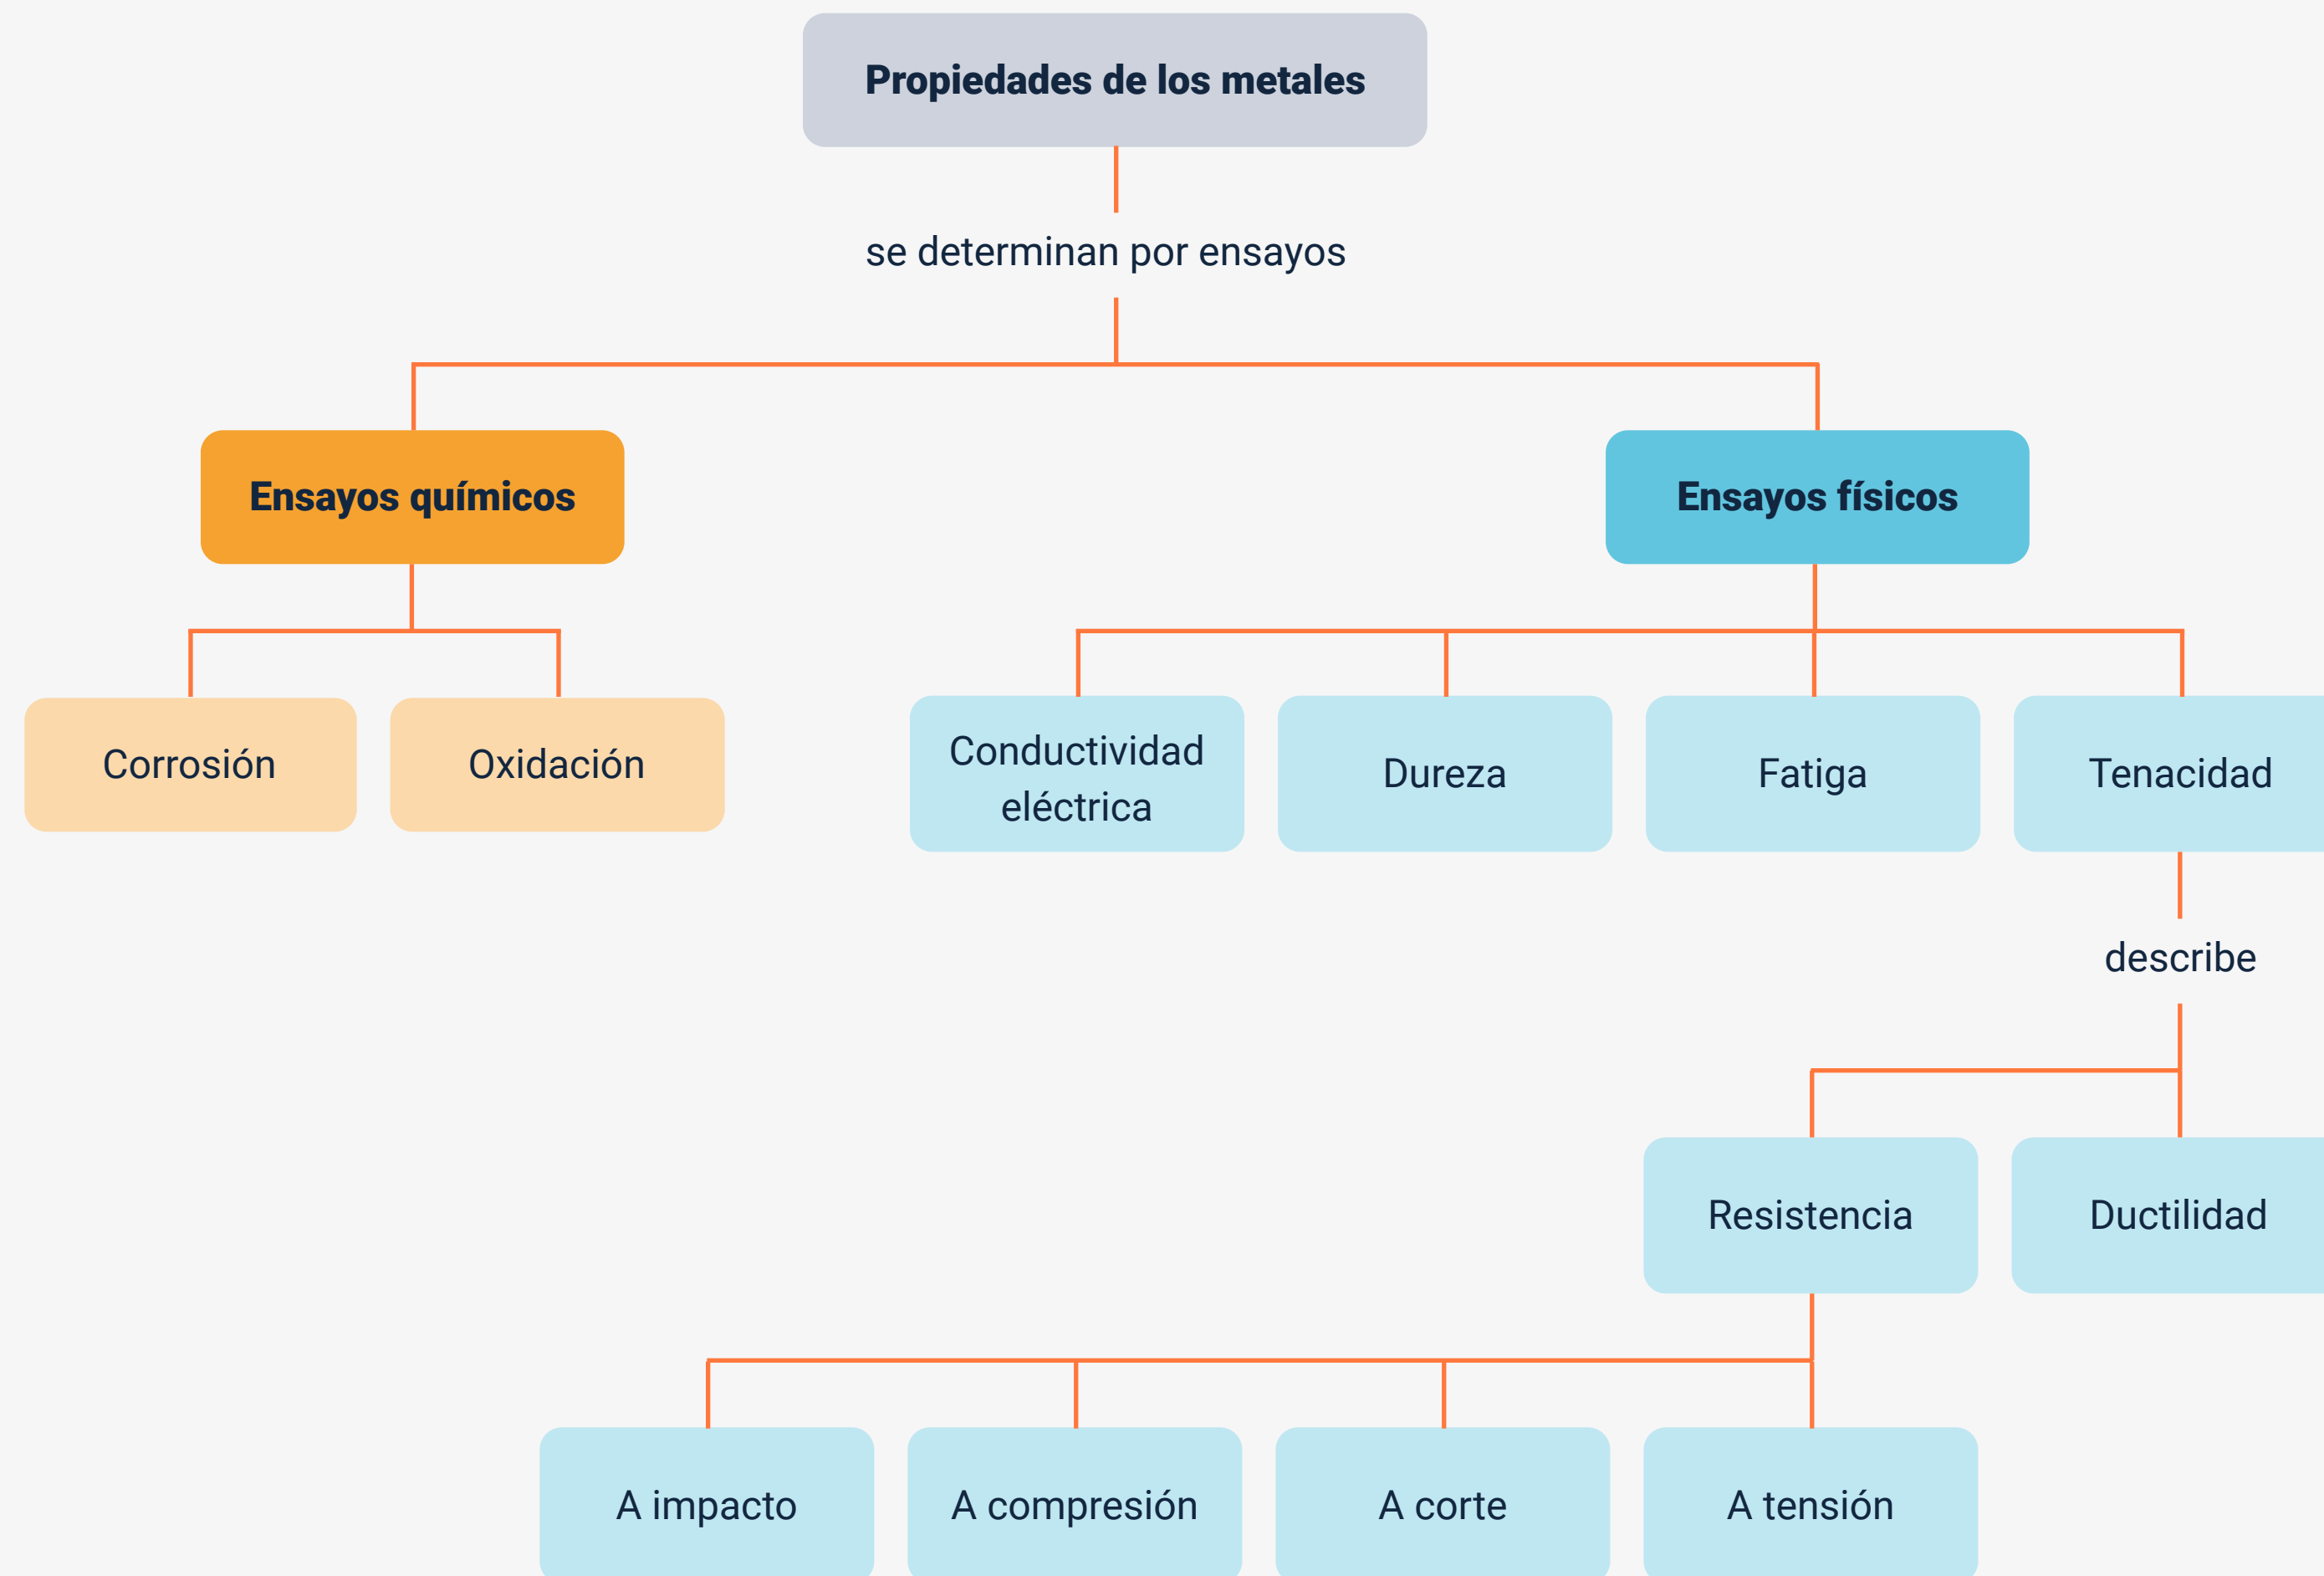 Propiedades de los metales
se determinan por ensayos
Ensayos químicos
Ensayos físicos
Corrosión
Oxidación
Conductividad
eléctrica
Dureza
Fatiga
Tenacidad
describe
Resistencia
Ductilidad
A impacto
A compresión
A corte
A tensión